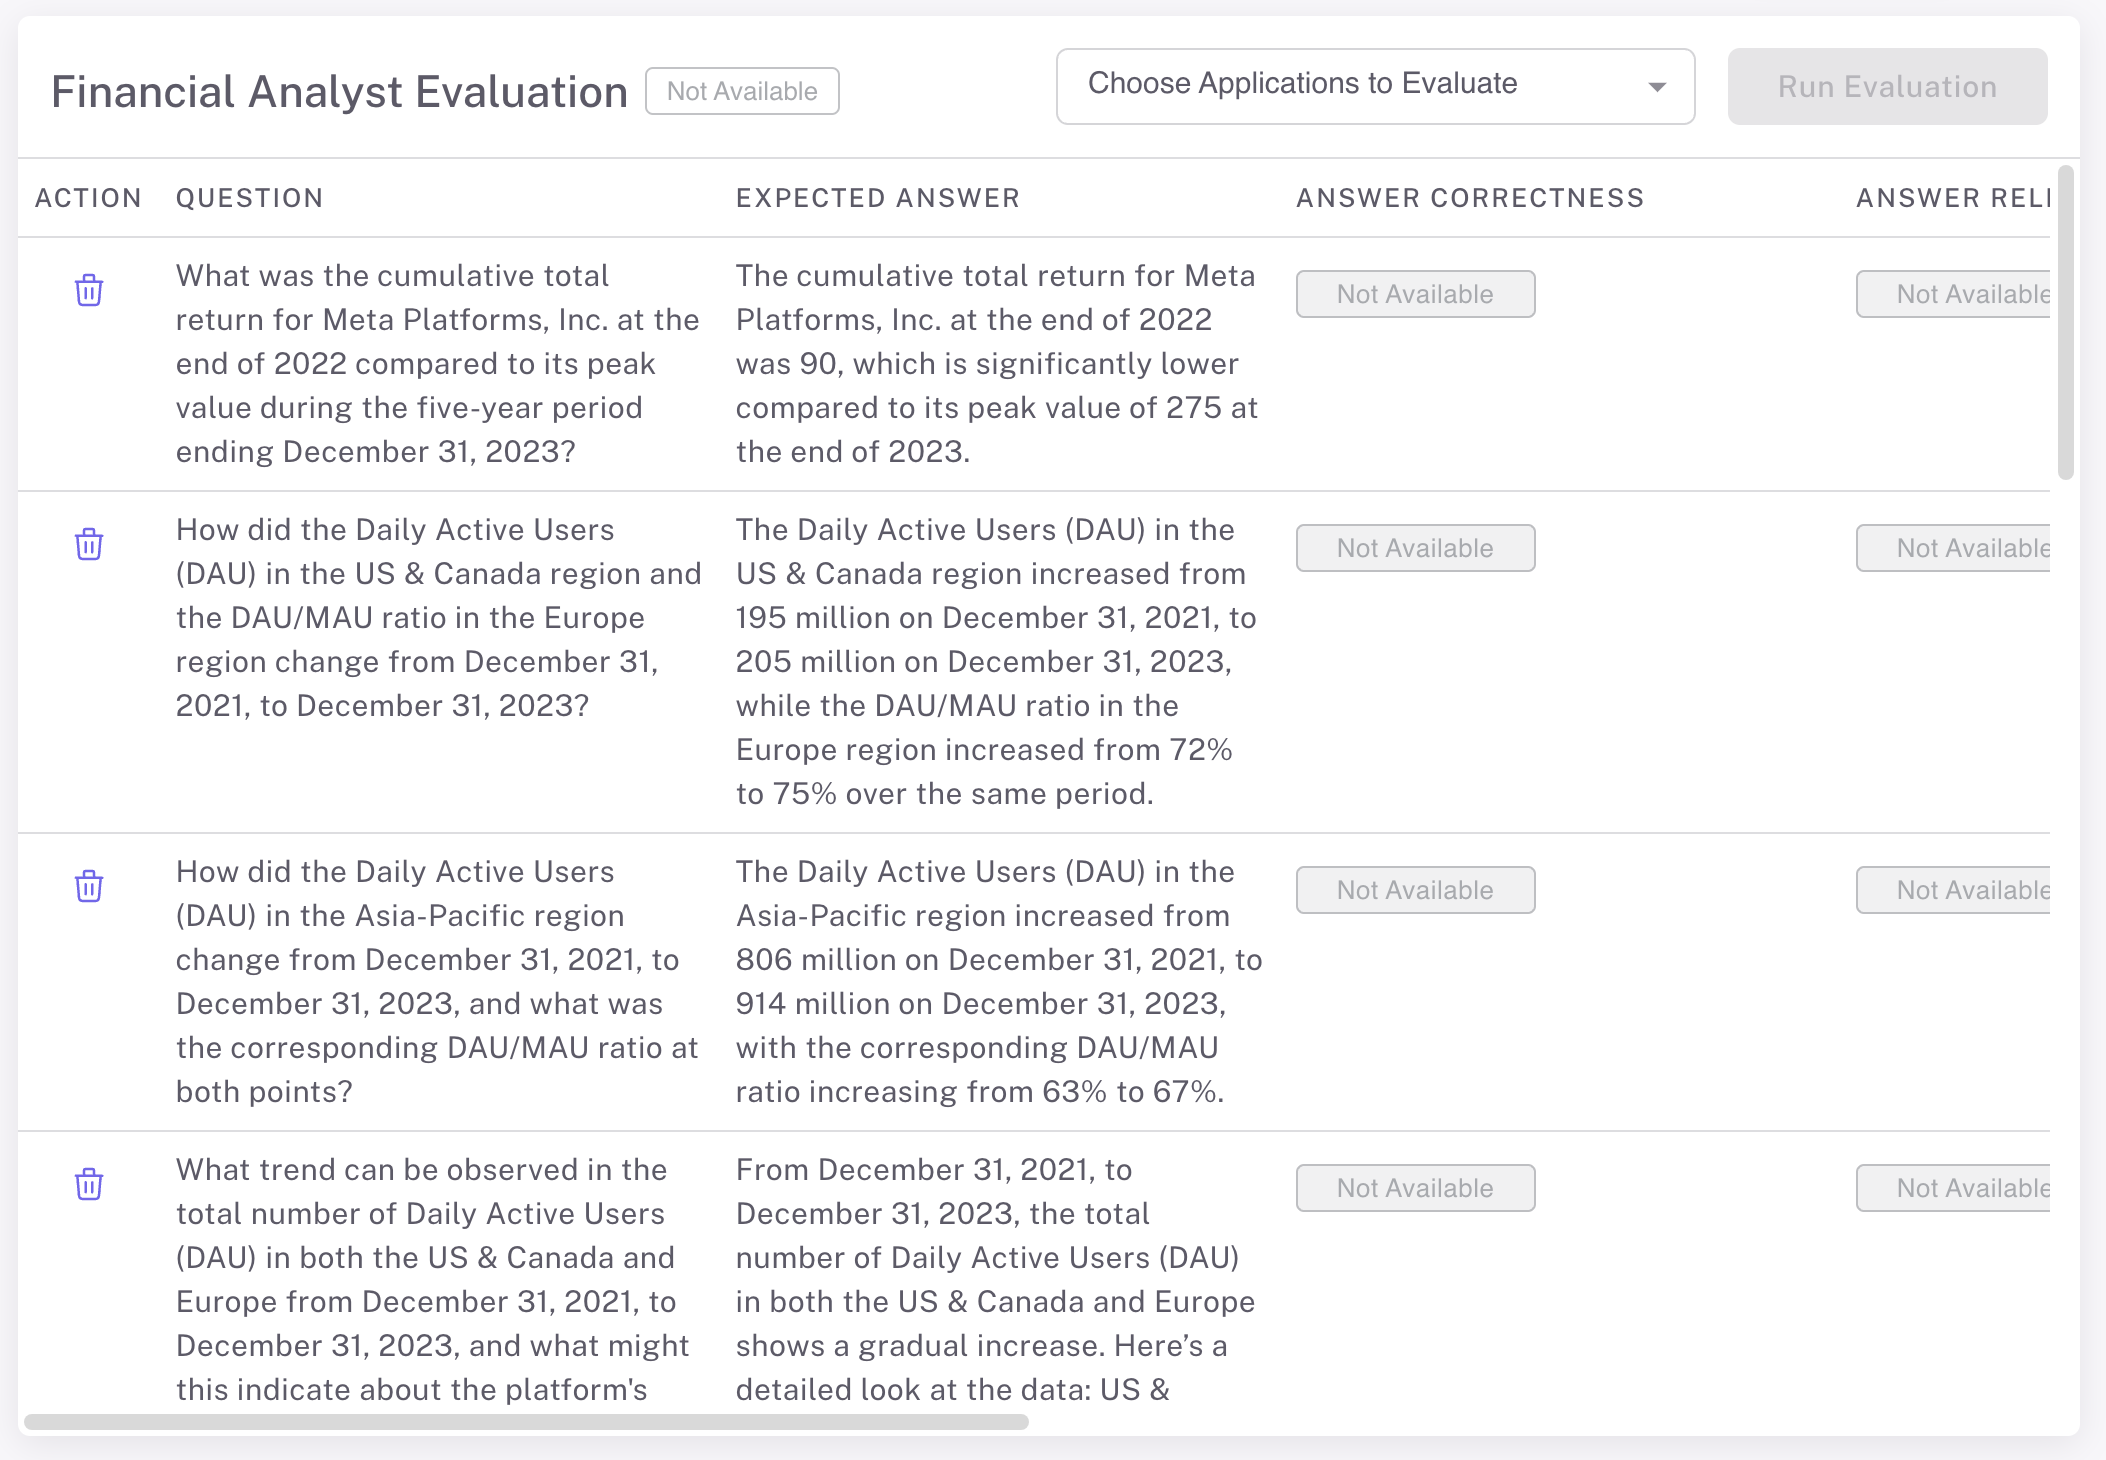 Financial Analyst Evaluation
Not Available
Choose Applications to Evaluate
Run Evaluation
ACTION
QUESTION
EXPECTED ANSWER
ANSWER CORRECTNESS
ANSWER RELI
What was the cumulative total
return for Meta Platforms, Inc. at the
end of 2022 compared to its peak
value during the five-year period
ending December 31, 2023?
The cumulative total return for Meta
Platforms, Inc. at the end of 2022
was 90, which is significantly lower
compared to its peak value of 275 at
the end of 2023.
Not Available
Not Available
How did the Daily Active Users
(DAU) in the US & Canada region and
the DAU/MAU ratio in the Europe
region change from December 31,
2021, to December 31, 2023?
The Daily Active Users (DAU) in the
US & Canada region increased from
195 million on December 31, 2021, to
205 million on December 31, 2023,
while the DAU/MAU ratio in the
Europe region increased from 72%
to 75% over the same period.
Not Available
Not Available
How did the Daily Active Users
(DAU) in the Asia-Pacific region
change from December 31, 2021, to
December 31, 2023, and what was
the corresponding DAU/MAU ratio at
both points?
The Daily Active Users (DAU) in the
Asia-Pacific region increased from
806 million on December 31, 2021, to
914 million on December 31, 2023,
with the corresponding DAU/MAU
ratio increasing from 63% to 67%.
Not Available
Not Available
What trend can be observed in the
total number of Daily Active Users
(DAU) in both the US & Canada and
Europe from December 31, 2021, to
December 31, 2023, and what might
this indicate about the platform's
From December 31, 2021, to
December 31, 2023, the total
number of Daily Active Users (DAU)
in both the US & Canada and Europe
shows a gradual increase. Here’s a
detailed look at the data: US &
Not Available
Not Available